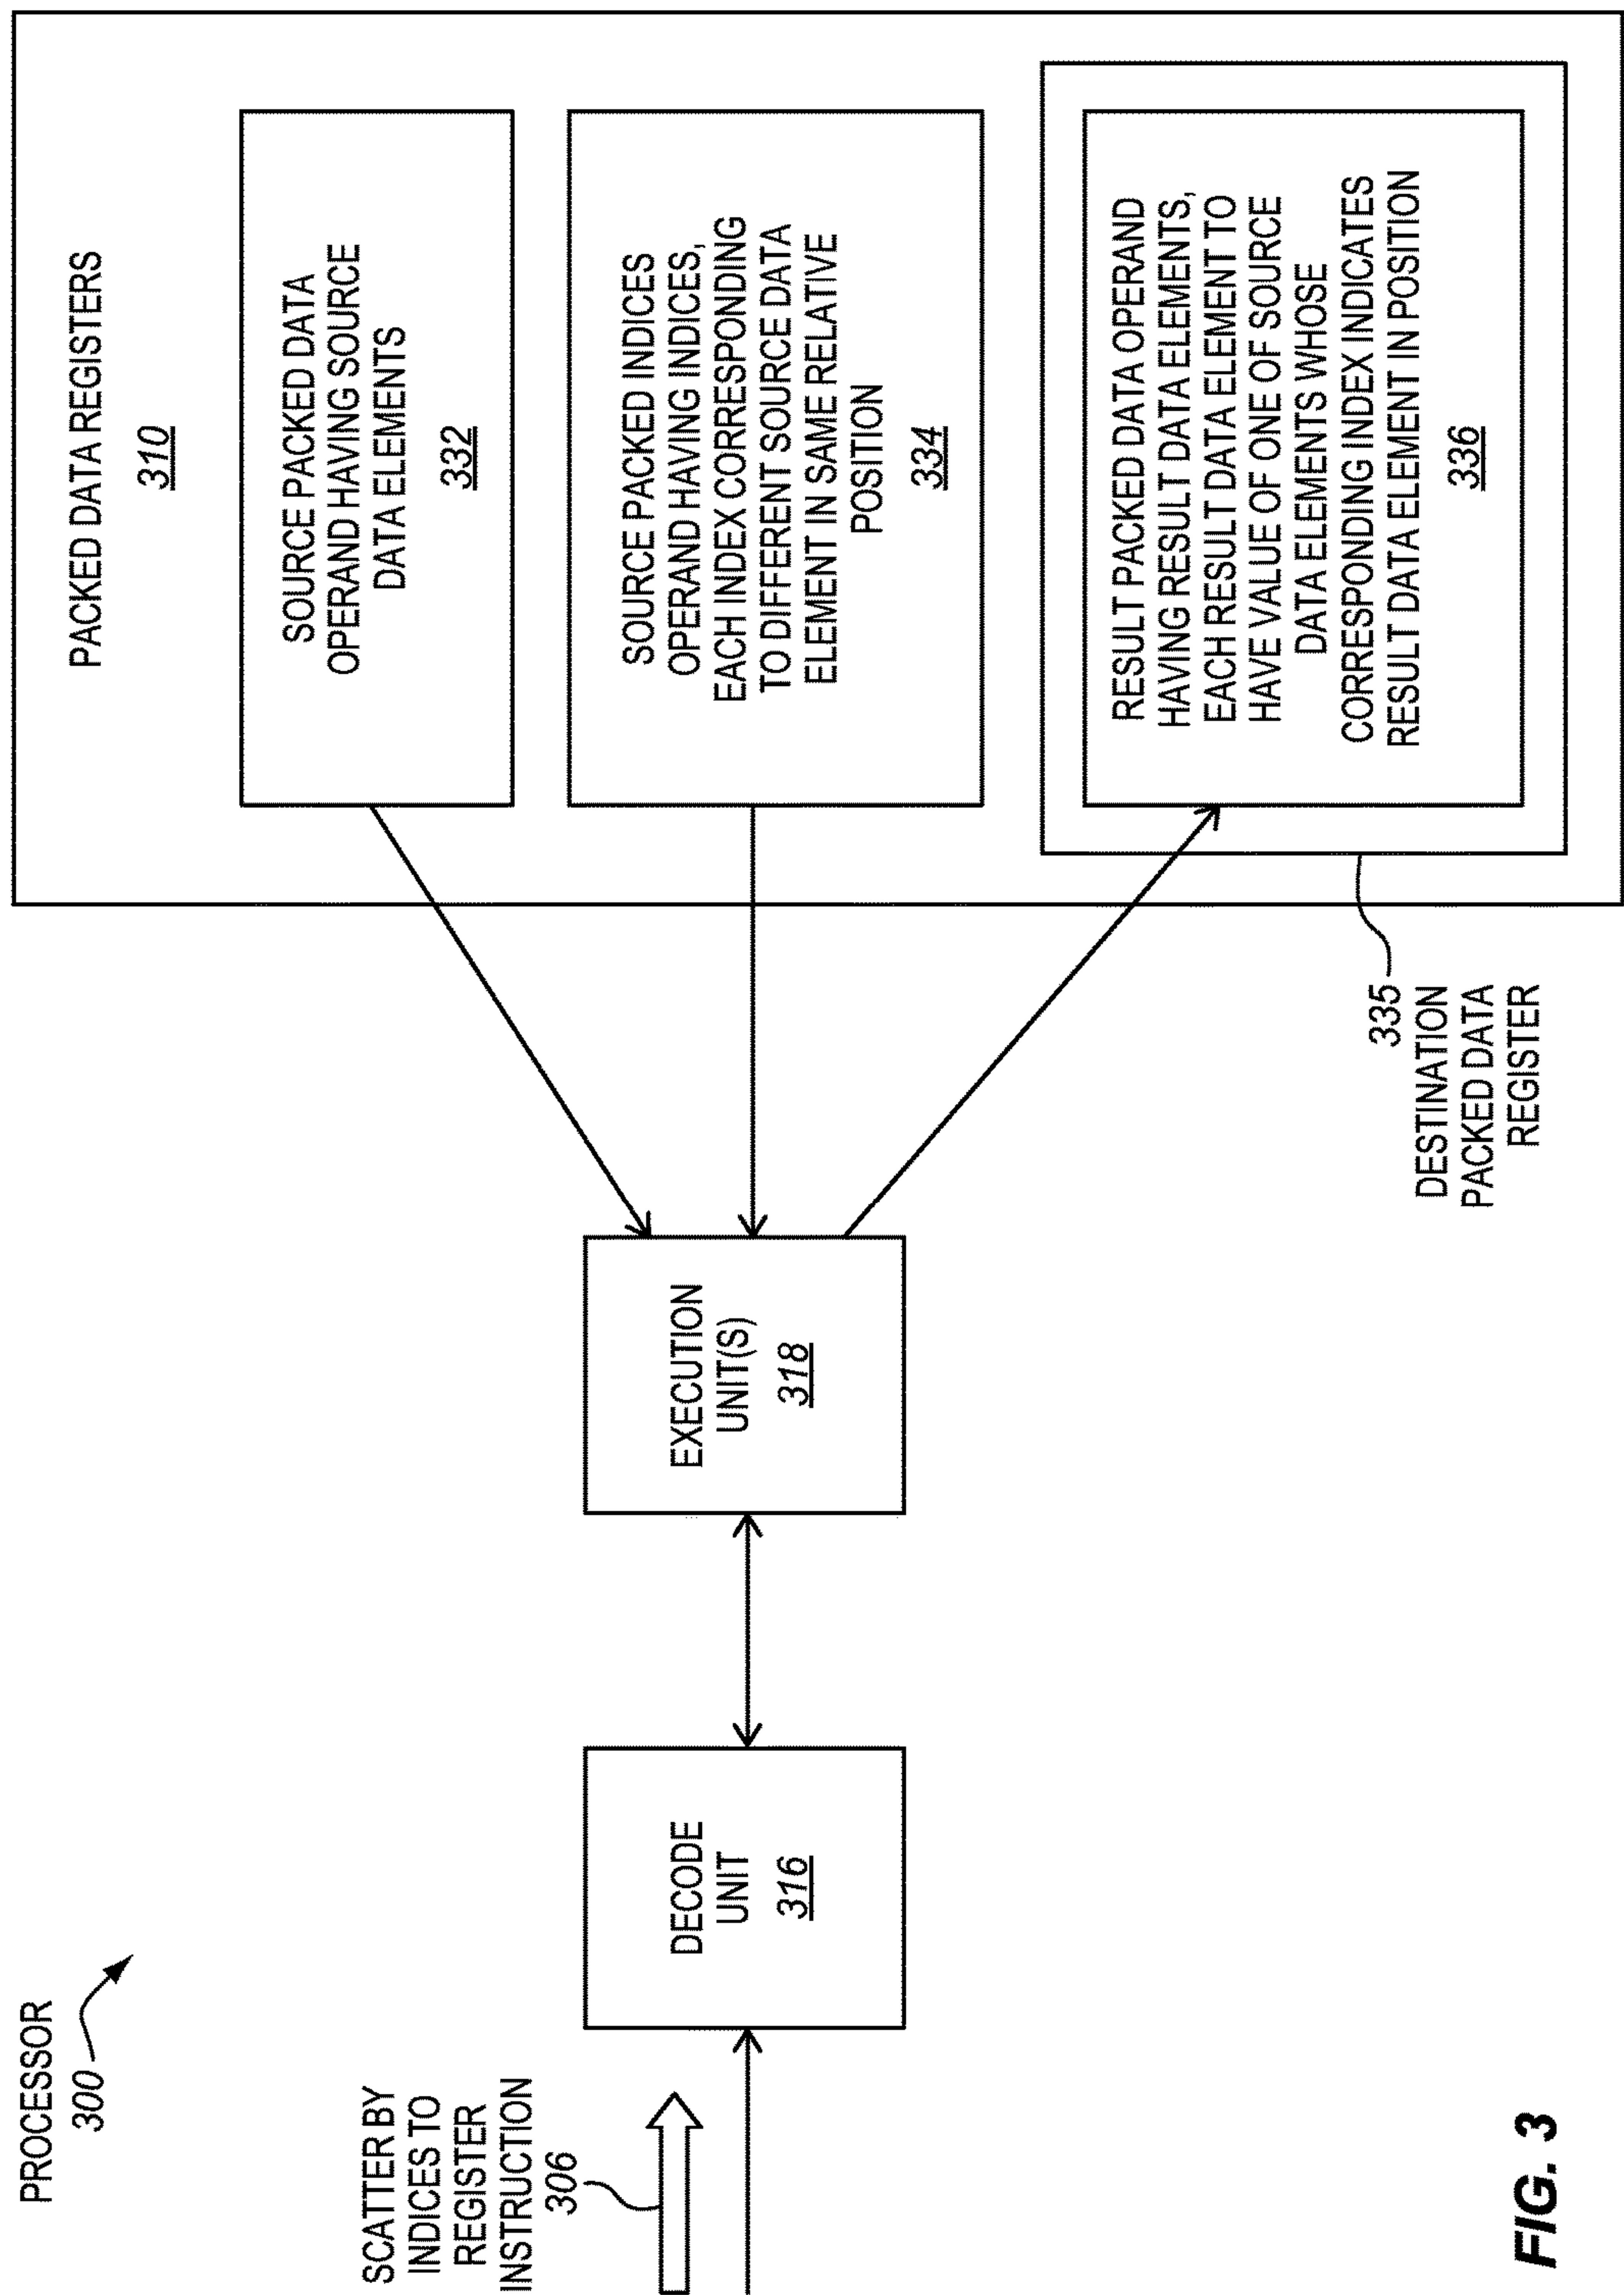 PROCESSOR
300
SCATTER BY
INDICES TO
REGISTER
INSTRUCTION
306
DECODE
UNIT
316
EXECUTION
UNIT(S)
318
PACKED DATA REGISTERS
310
SOURCE PACKED DATA
OPERAND HAVING SOURCE
DATA ELEMENTS
332
SOURCE PACKED INDICES
OPERAND HAVING INDICES,
EACH INDEX CORRESPONDING
TO DIFFERENT SOURCE DATA
ELEMENT IN SAME RELATIVE
POSITION
334
RESULT PACKED DATA OPERAND
HAVING RESULT DATA ELEMENTS,
EACH RESULT DATA ELEMENT TO
HAVE VALUE OF ONE OF SOURCE
DATA ELEMENTS WHOSE
CORRESPONDING INDEX INDICATES
RESULT DATA ELEMENT IN POSITION
336
335
DESTINATION
PACKED DATA
REGISTER
FIG. 3